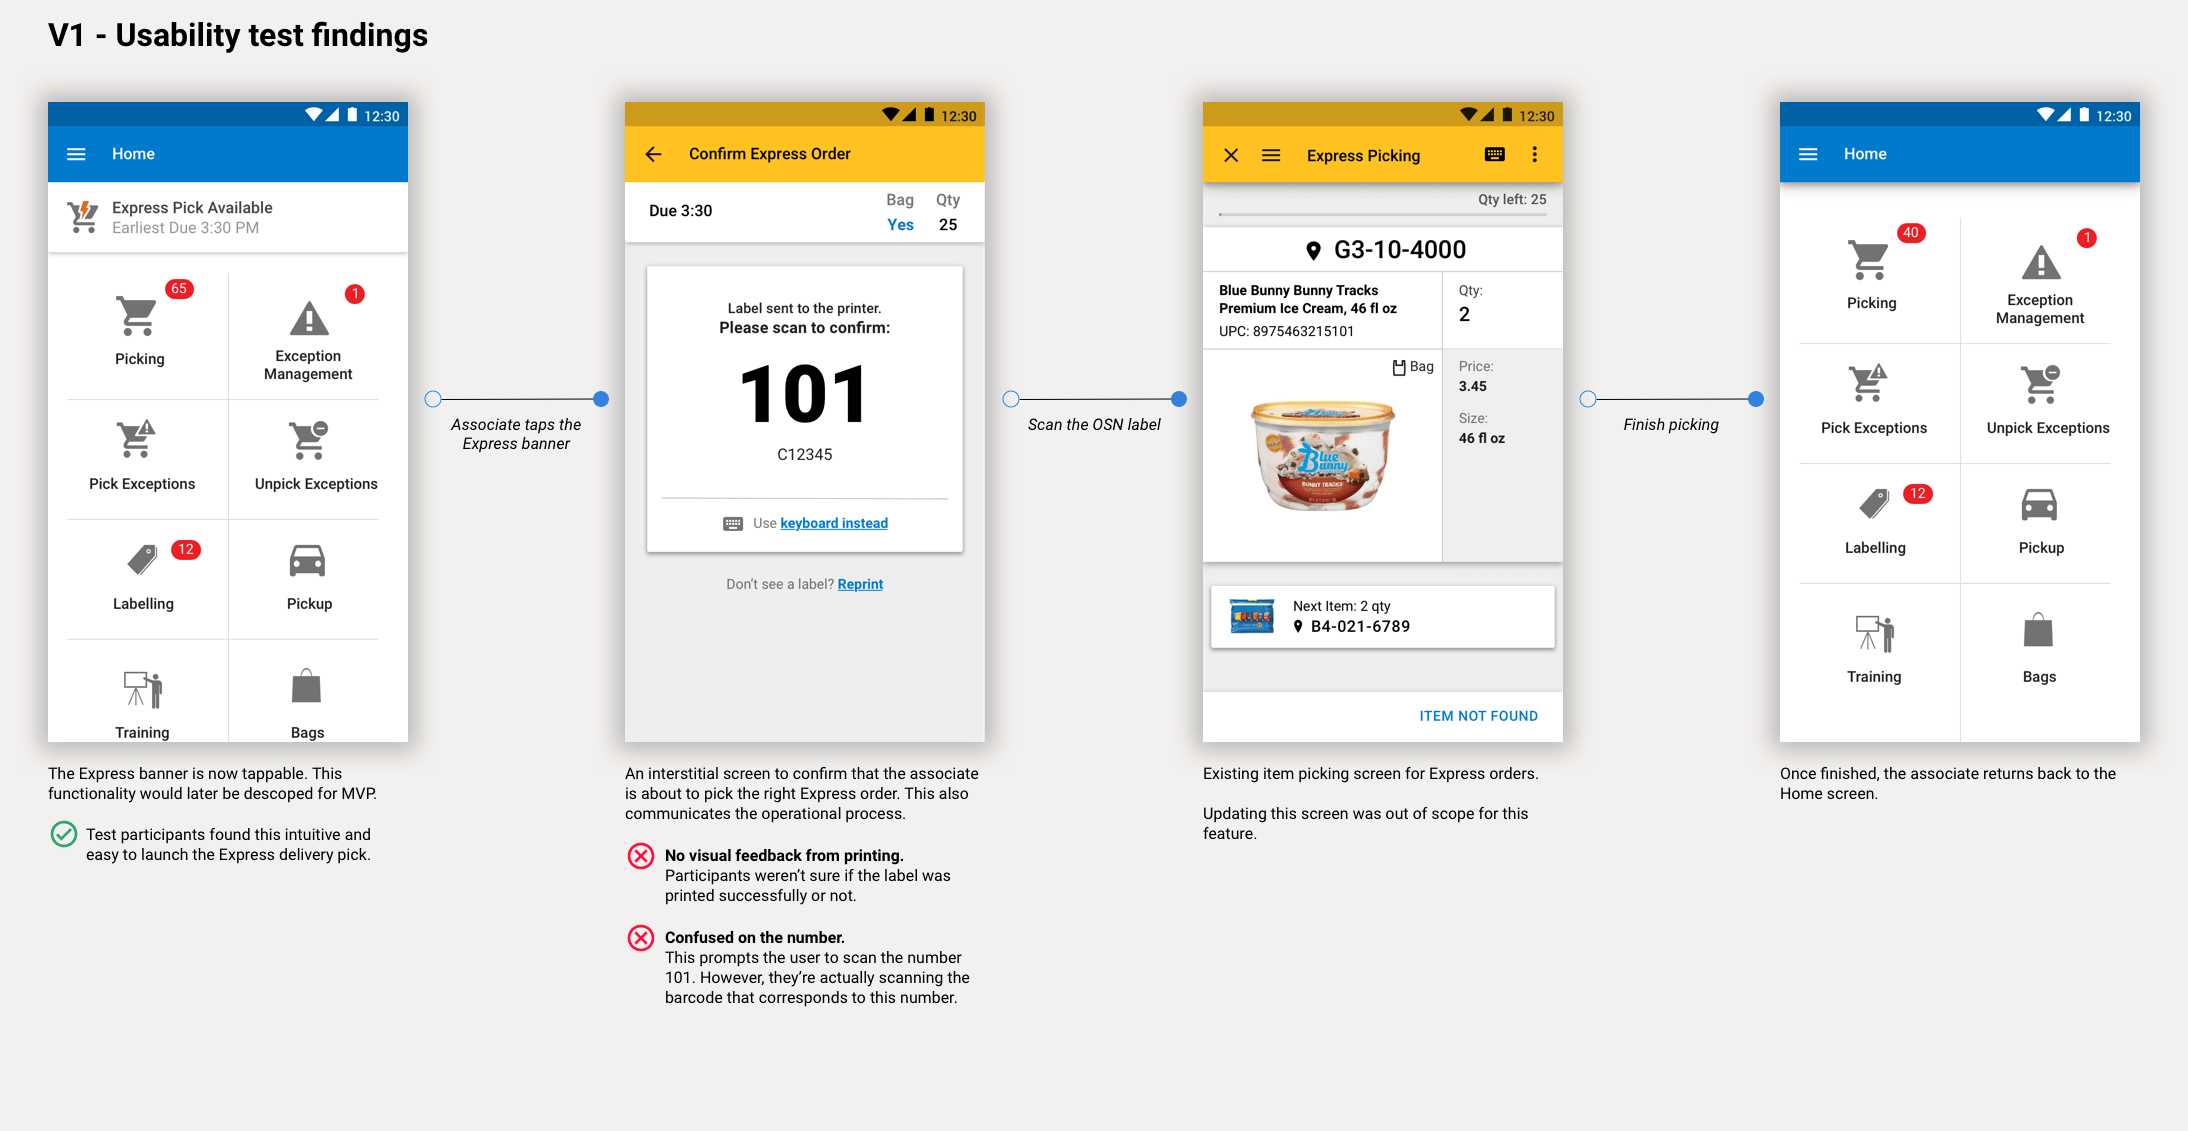 V1 - Usability test findings
12:30
Home
Express Pick Available
Earliest Due 3:30 PM
65
Picking
1
Exception
Management
Pick Exceptions
Unpick Exceptions
12
Labelling
Pickup
Training
Bags
The Express banner is now tappable. This
functionality would later be descoped for MVP.
Test participants found this intuitive and
easy to launch the Express delivery pick.
Associate taps the
Express banner
12:30
Confirm Express Order
Due 3:30
Bag
Yes
Qty
25
Label sent to the printer.
Please scan to confirm:
101
C12345
Use keyboard instead
Don't see a label? Reprint
An interstitial screen to confirm that the associate
is about to pick the right Express order. This also
communicates the operational process.
No visual feedback from printing.
Participants weren't sure if the label was
printed successfully or not.
Confused on the number.
This prompts the user to scan the number
101. However, they're actually scanning the
barcode that corresponds to this number.
Scan the OSN label
12:30
Express Picking
Qty left: 25
G3-10-4000
Blue Bunny Bunny Tracks
Premium Ice Cream, 46 fl oz
UPC: 8975463215101
Qty:
2
Bag
Blue
Bunny
BUNNY TRACKS
Price:
3.45
Size:
46 fl oz
Next Item: 2 qty
B4-021-6789
ITEM NOT FOUND
Existing item picking screen for Express orders.
Updating this screen was out of scope for this
feature.
Finish picking
12:30
Home
40
Picking
1
Exception
Management
Pick Exceptions
Unpick Exceptions
12
Labelling
Pickup
Training
Bags
Once finished, the associate returns back to the
Home screen.